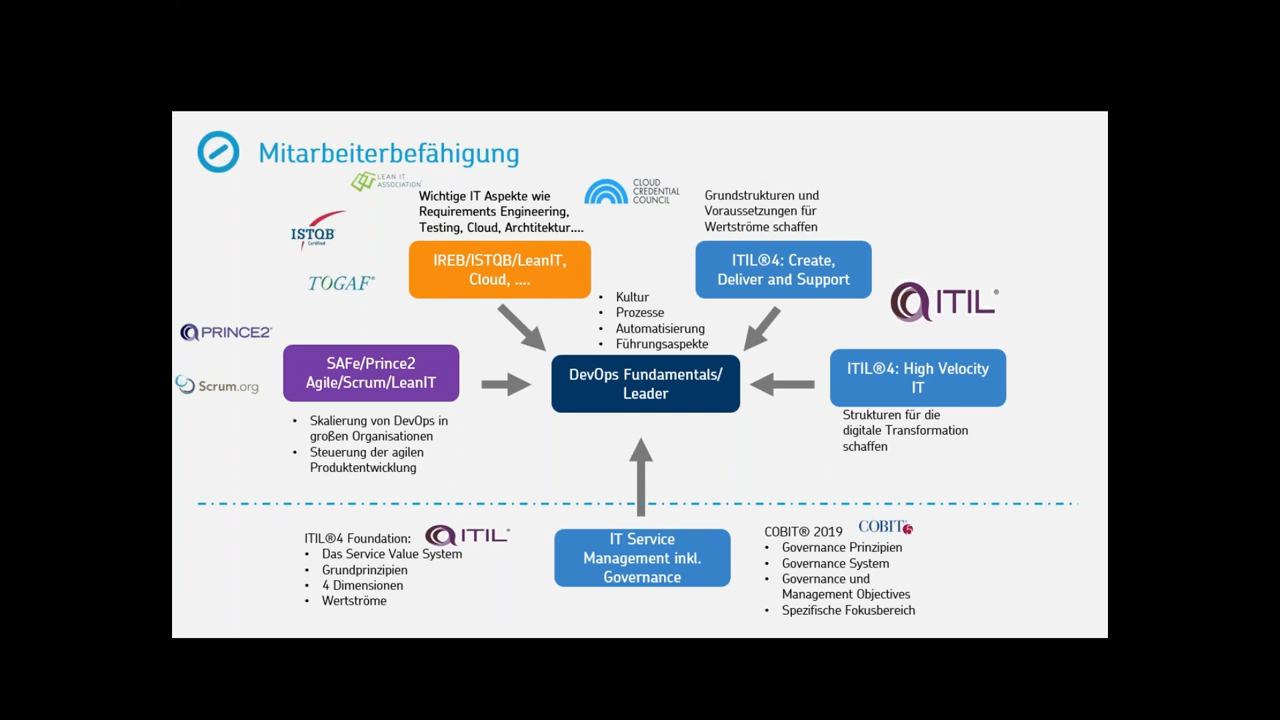 Mitarbeiterbefähigung
LEAN IT
ASSOCIATION
Wichtige IT Aspekte wie
Requirements Engineering,
Testing, Cloud, Archtitektur....
CLOUD
CREDENTIAL
COUNCIL
Grundstrukturen und
Voraussetzungen für
Wertströme schaffen
ISTQB
Certified
IREB/ISTQB/LeanIT,
Cloud, ....
ITIL®4: Create,
Deliver and Support
TOGAF®
ITIL®
• Kultur
• Prozesse
• Automatisierung
• Führungsaspekte
PRINCE2®
SAFe/Prince2
Agile/Scrum/LeanIT
DevOps Fundamentals/
Leader
ITIL®4: High Velocity
IT
Scrum.org
• Skalierung von DevOps in
großen Organisationen
• Steuerung der agilen
Produktentwicklung
Strukturen für die
digitale Transformation
schaffen
ITIL®4 Foundation:
ITIL®
• Das Service Value System
• Grundprinzipien
• 4 Dimensionen
• Wertströme
IT Service
Management inkl.
Governance
COBIT® 2019
COBIT
• Governance Prinzipien
• Governance System
• Governance und
Management Objectives
• Spezifische Fokusbereich